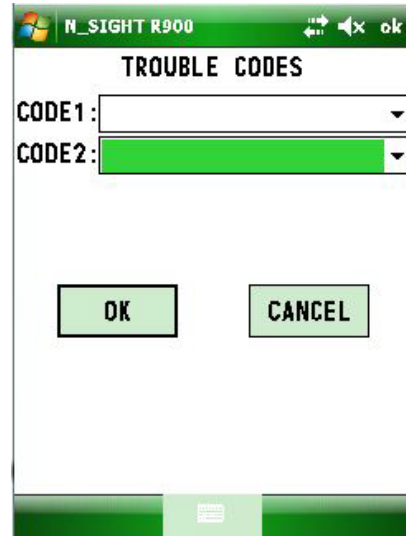 N_SIGHT R900 ok
TROUBLE CODES
CODE1:
CODE2:
OK CANCEL